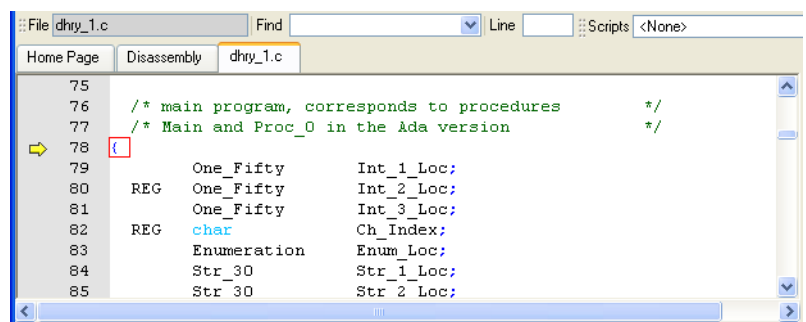 File dhry_1.c Find Line Scripts <None>
Home Page Disassembly dhry_1.c
75
76 /* main program, corresponds to procedures */
77 /* Main and Proc_0 in the Ada version */
78 {
79 One_Fifty Int_1_Loc;
80 REG One_Fifty Int_2_Loc;
81 One_Fifty Int_3_Loc;
82 REG char Ch_Index;
83 Enumeration Enum_Loc;
84 Str_30 Str_1_Loc;
85 Str_30 Str_2_Loc;